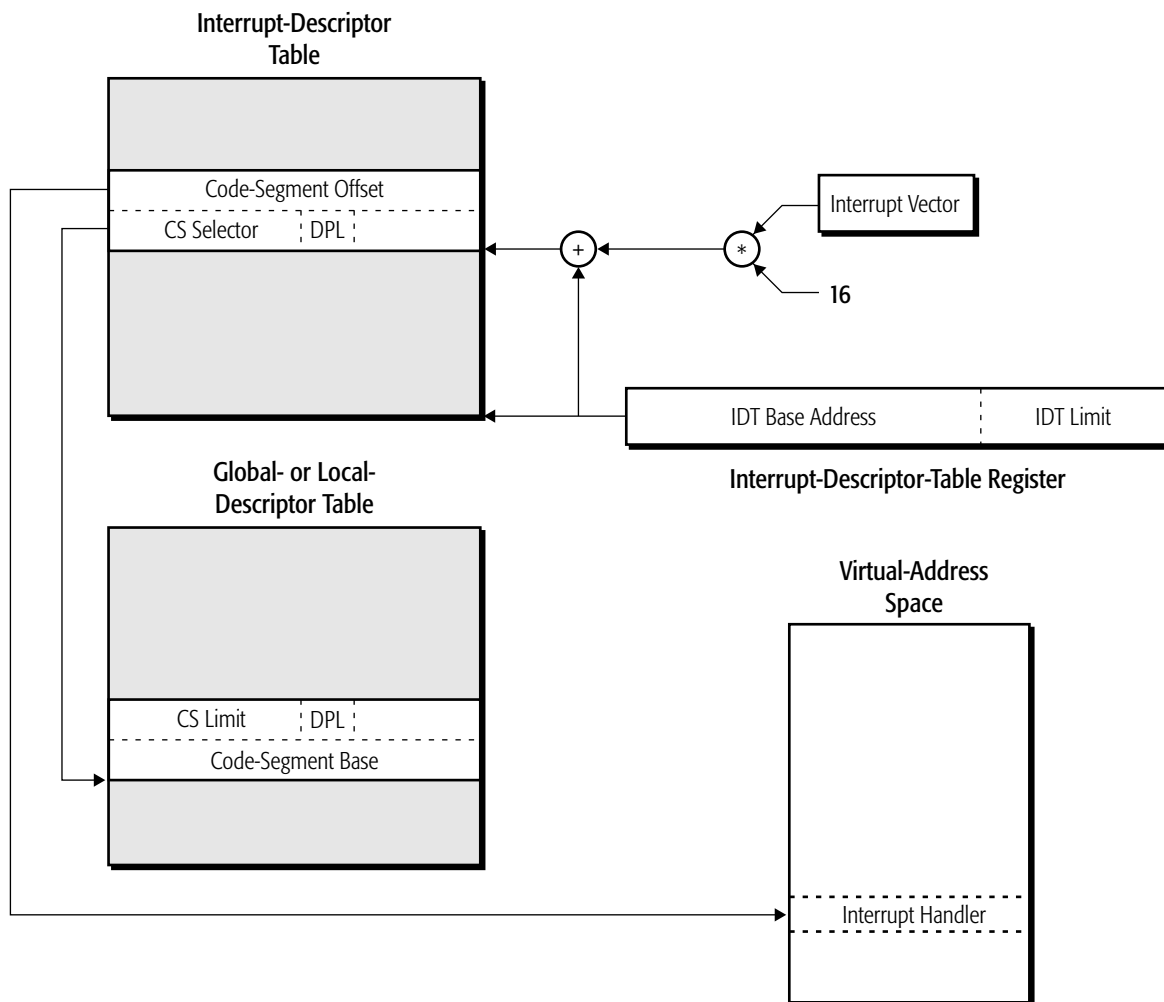 Interrupt-Descriptor
Table
Code-Segment Offset
CS Selector
DPL
Interrupt Vector
+
*
16
IDT Base Address
IDT Limit
Interrupt-Descriptor-Table Register
Global- or Local-
Descriptor Table
CS Limit
DPL
Code-Segment Base
Virtual-Address
Space
Interrupt Handler